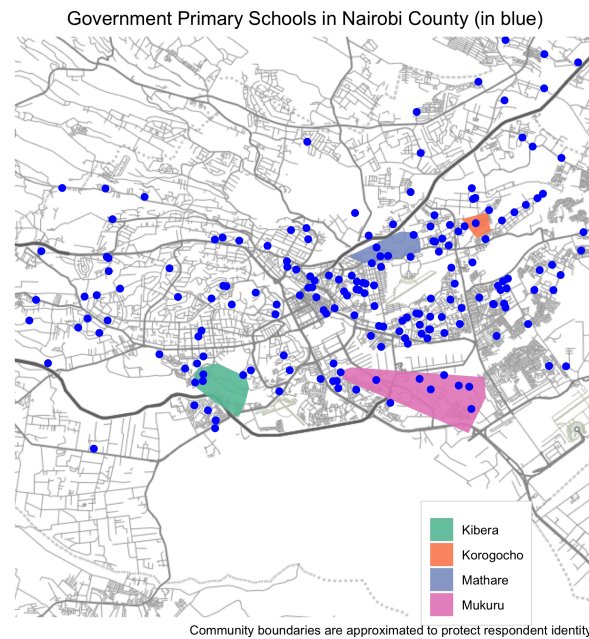 Government Primary Schools in Nairobi County (in blue)
Kibera
Korogocho
Mathare
Mukuru
Community boundaries are approximated to protect respondent identity